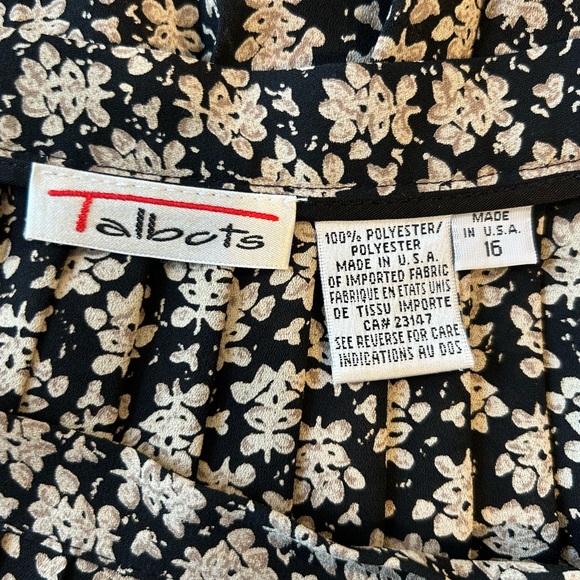 Talbots
100% POLYESTER/
POLYESTER
MADE IN U.S.A.
OF IMPORTED FABRIC
FABRIQUE EN ETATS UNIS
DE TISSU IMPORTE
CA# 23147
SEE REVERSE FOR CARE
INDICATIONS AU DOS
MADE
IN U.S.A.
16